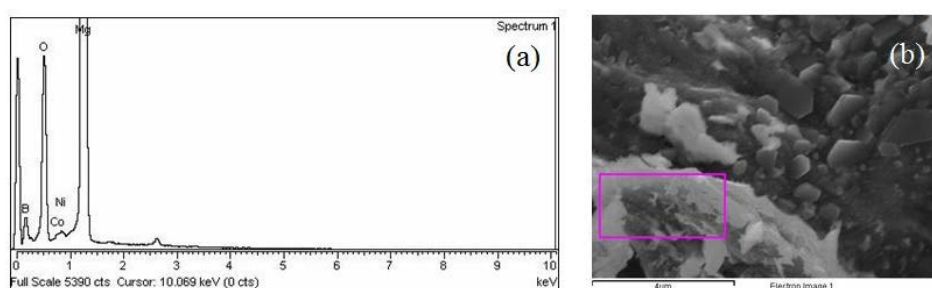 Spectrum 1
Mg
O
(a)
B
Ni
Co
0 1 2 3 4 5 6 7 8 9 10
Full Scale 5390 cts Cursor: 10.069 keV (0 cts)
keV
(b)
4µm
Electron Image 1